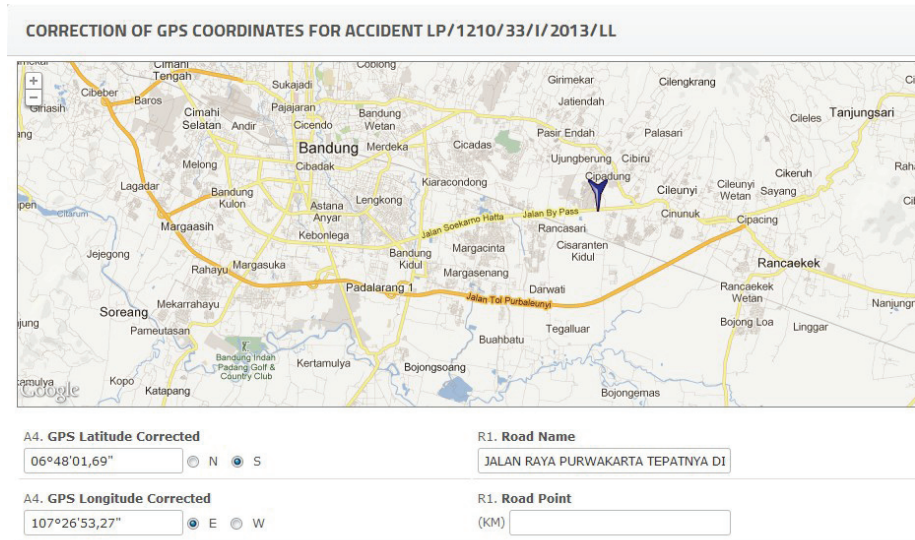 CORRECTION OF GPS COORDINATES FOR ACCIDENT LP/1210/33/I/2013/LL
Cimahi
Tengah
Coblong
Cibeber
Baros
Sukajadi
Girimekar
Cilengkrang
+
-
Cimahi
Selatan
Andir
Pajajaran
Cicendo
Bandung
Wetan
Jatiendah
Cileles
Tanjungsari
Bandung
Merdeka
Cicadas
Pasir Endah
Palasari
Melong
Cibadak
Ujungberung
Cibiru
Lagadar
Bandung
Kulon
Kiaracondong
Cipadung
Cileunyi
Cileunyi
Wetan
Sayang
Cikeruh
Citarum
Astana
Anyar
Lengkong
Jalan By Pass
Cinunuk
Cipacing
Margaasih
Kebonlega
Jalan Soekarno Hatta
Rancasari
Jejegong
Bandung
Kidul
Margacinta
Cisaranten
Kidul
Rahayu
Margasuka
Margasenang
Rancaekek
Padalarang 1
Darwati
Rancaekek
Wetan
Soreang
Mekarrahayu
Jalan Tol Purbaleunyi
Pameutasan
Tegalluar
Bojong Loa
Linggar
Buahbatu
Bandung Indah
Padang Golf &
Country Club
Kertamulya
Bojongsoang
Kopo
Katapang
Bojongemas
Google
A4. GPS Latitude Corrected
R1. Road Name
06º48'01,69" N S
JALAN RAYA PURWAKARTA TEPATNYA DI
A4. GPS Longitude Corrected
R1. Road Point
107º26'53,27" E W
(KM)